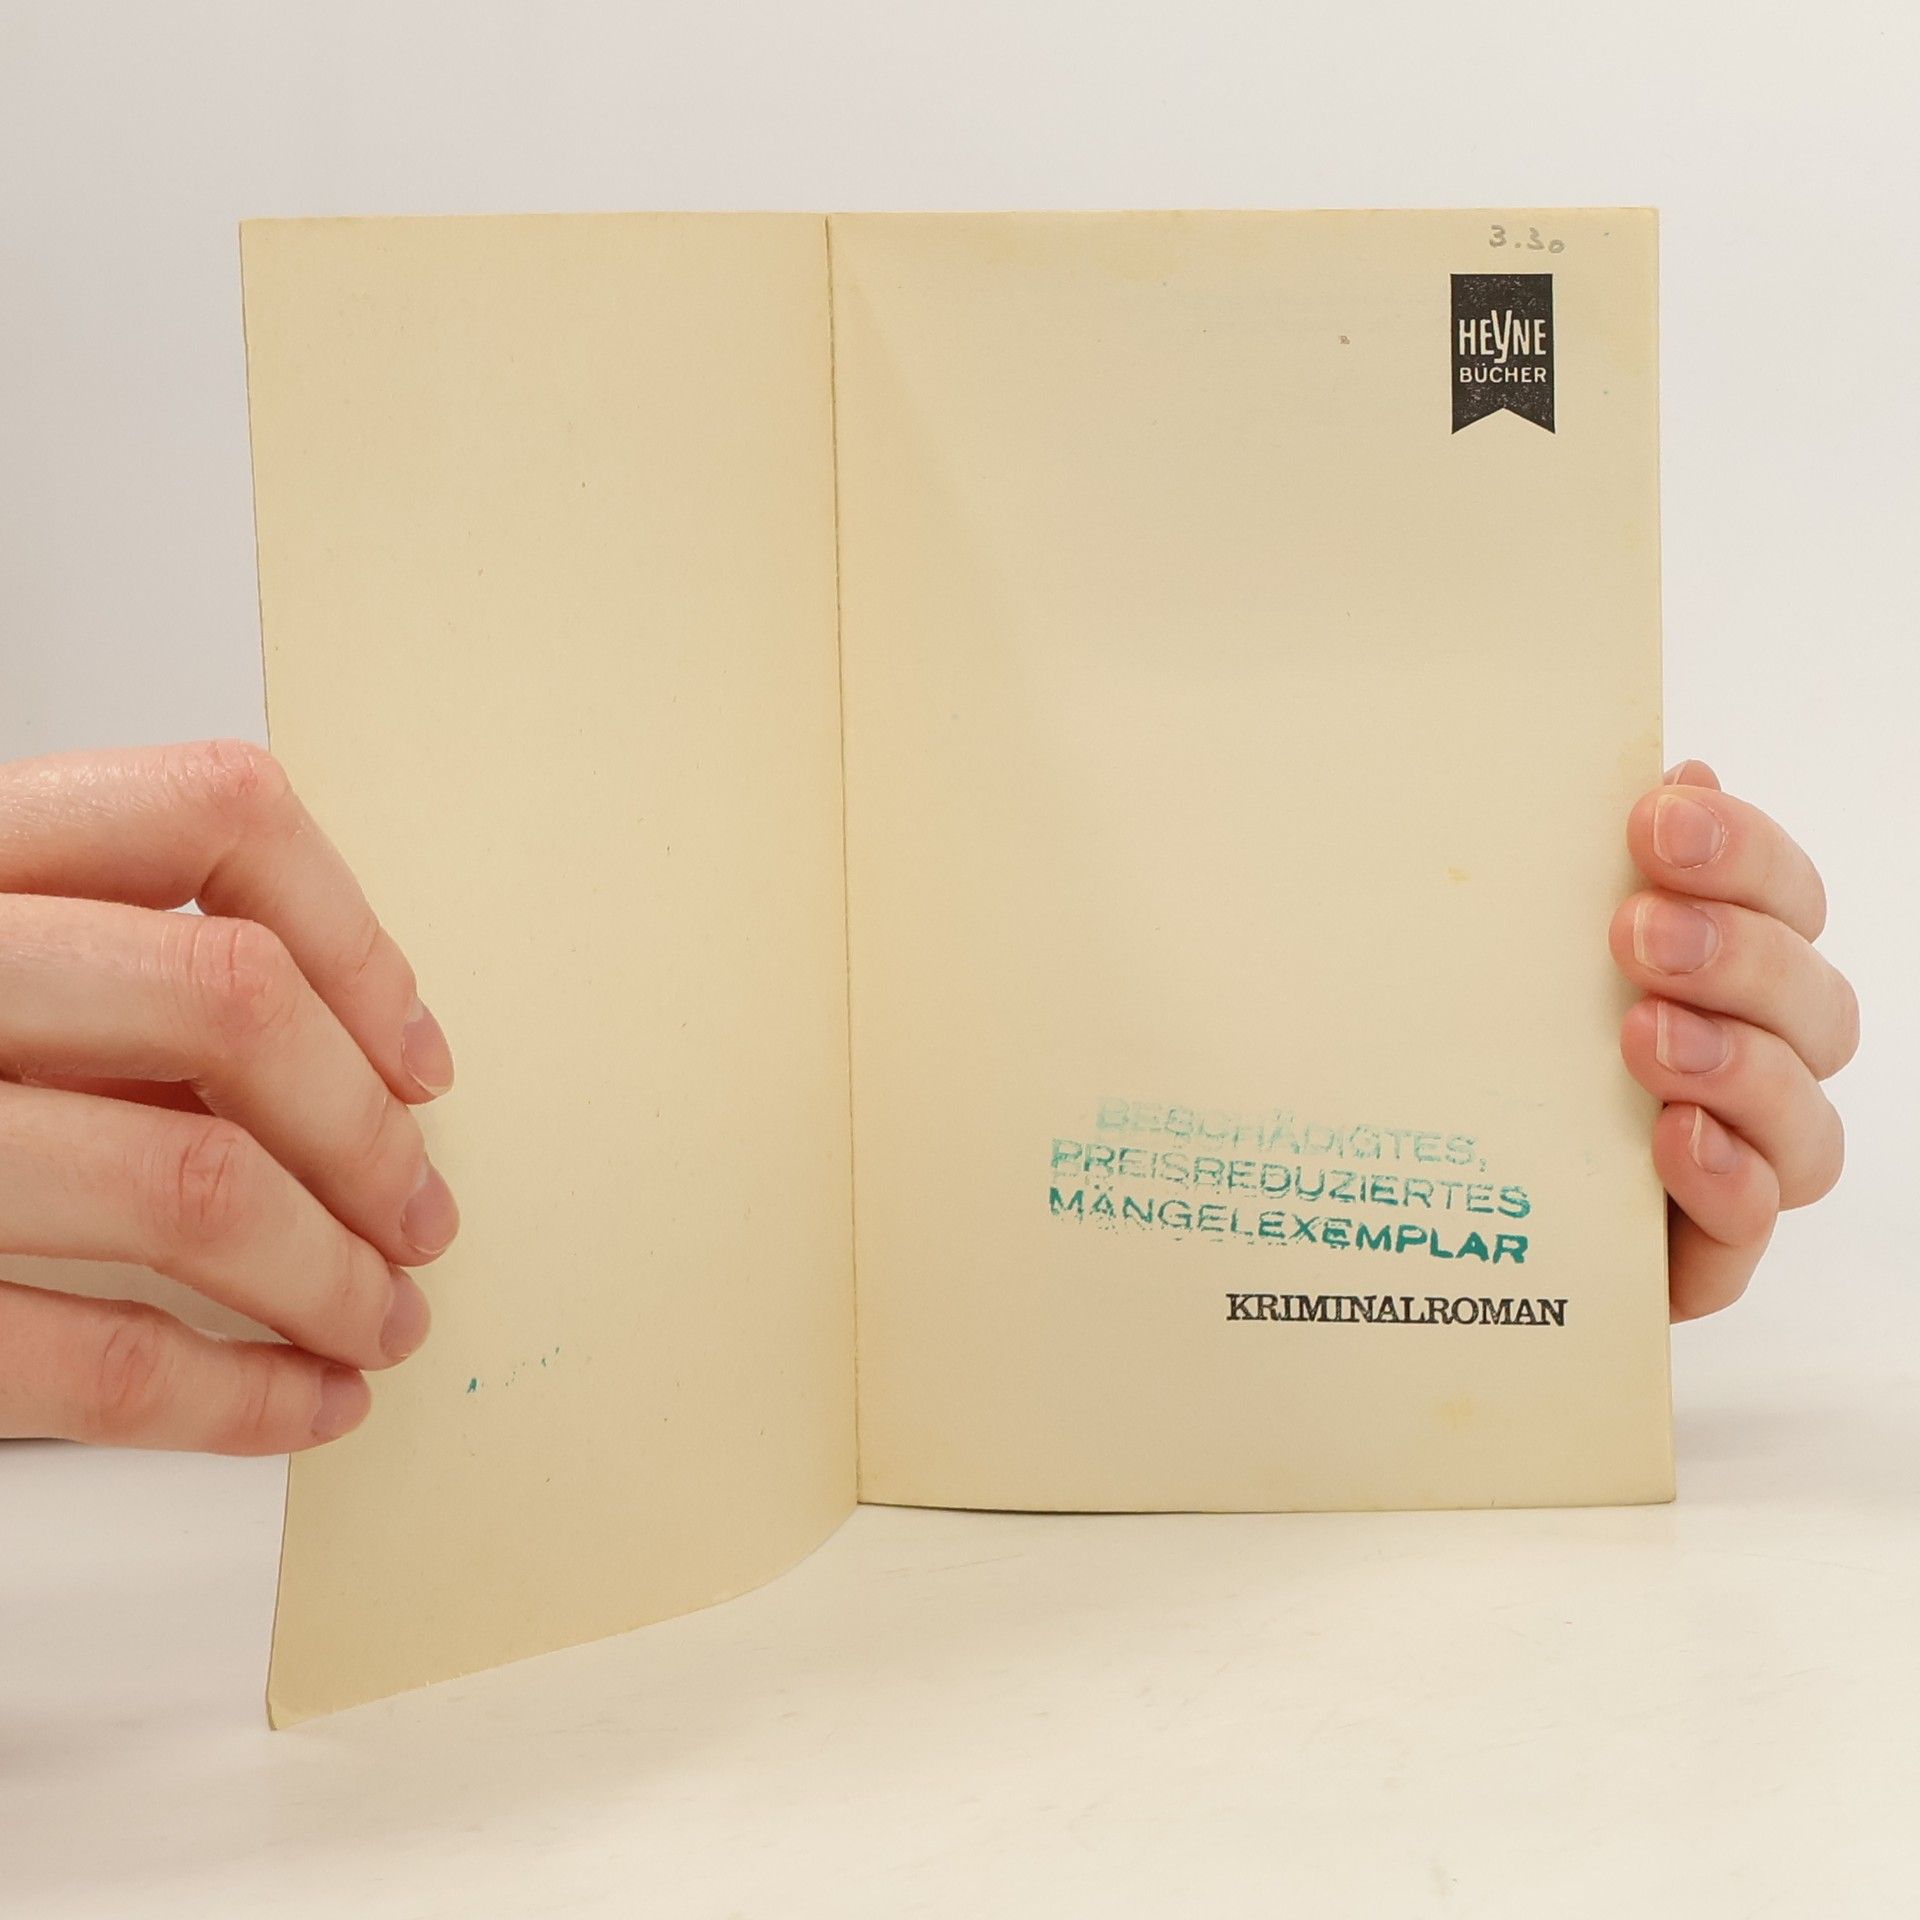 3.30
HEYNE
BÜCHER
BESCHÄDIGTES,
PREISREDUZIERTES
MÄNGELEXEMPLAR
KRIMINALROMAN